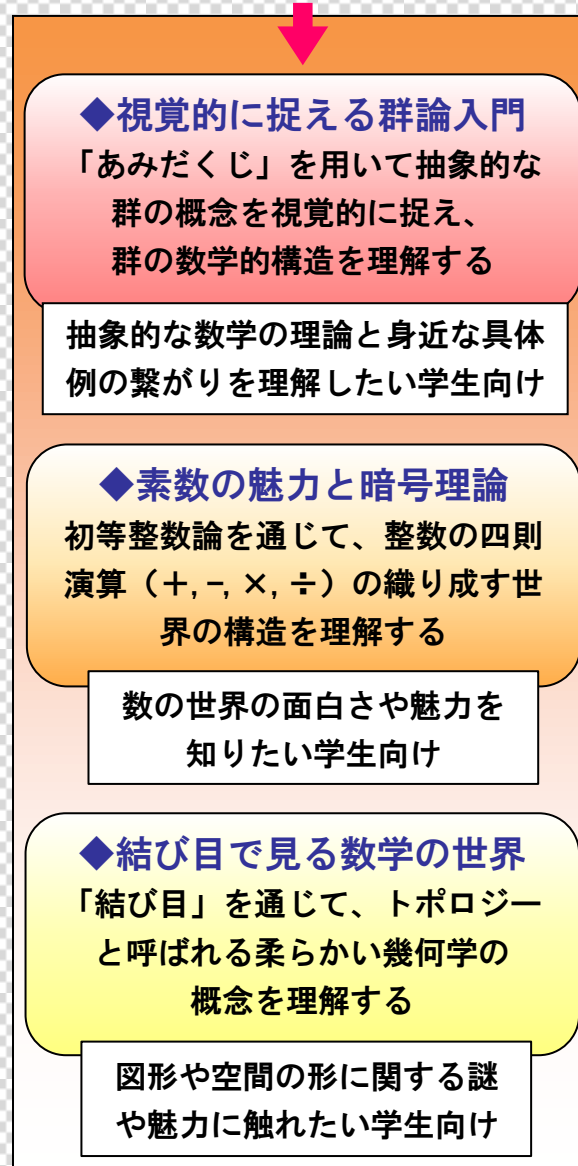 ◆視覚的に捉える群論入門
「あみだくじ」を用いて抽象的な
群の概念を視覚的に捉え、
群の数学的構造を理解する
抽象的な数学の理論と身近な具体
例の繋がりを理解したい学生向け
◆素数の魅力と暗号理論
初等整数論を通じて、整数の四則
演算（＋, −, ×, ÷）の織り成す世
界の構造を理解する
数の世界の面白さや魅力を
知りたい学生向け
◆結び目で見る数学の世界
「結び目」を通じて、トポロジー
と呼ばれる柔らかい幾何学の
概念を理解する
図形や空間の形に関する謎
や魅力に触れたい学生向け